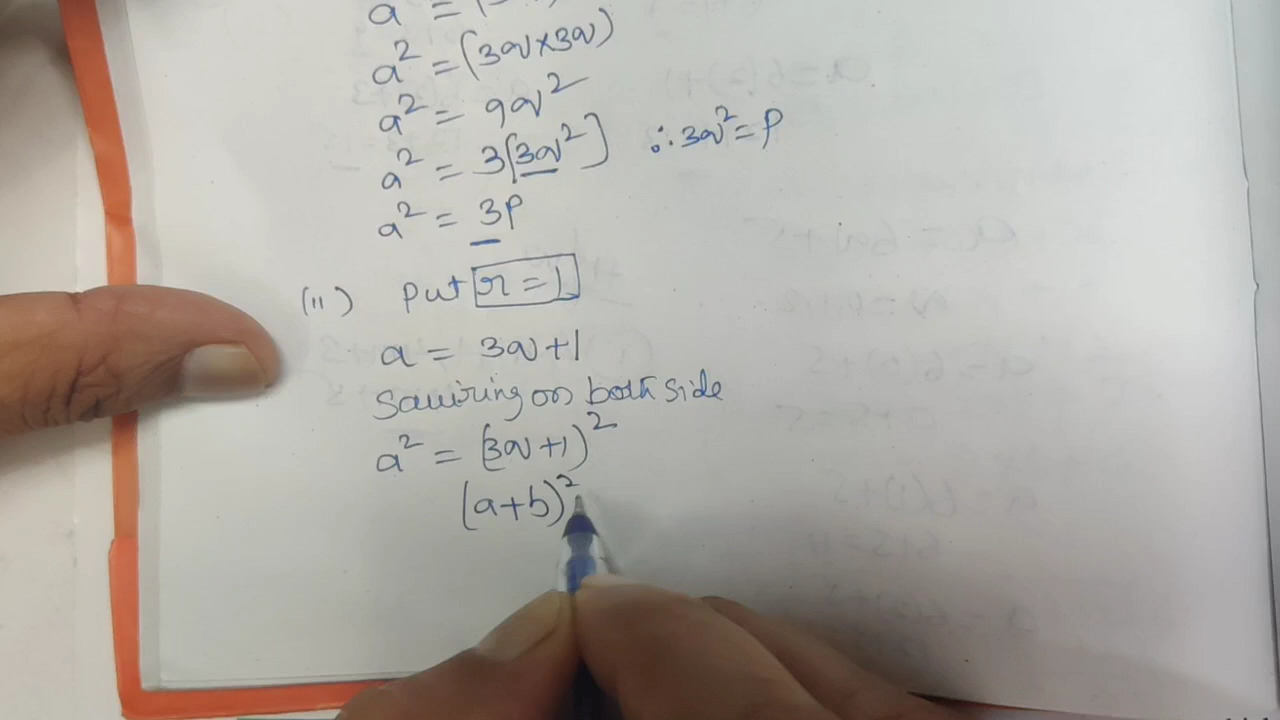 a =
a² = (3q×3q)
a² = 9q²
a² = 3[3q²] ∴ 3q² = P
a² = 3P
(ii) put r = 1
a = 3q+1
Squiring on both side
a² = (3q+1)²
(a+b)²